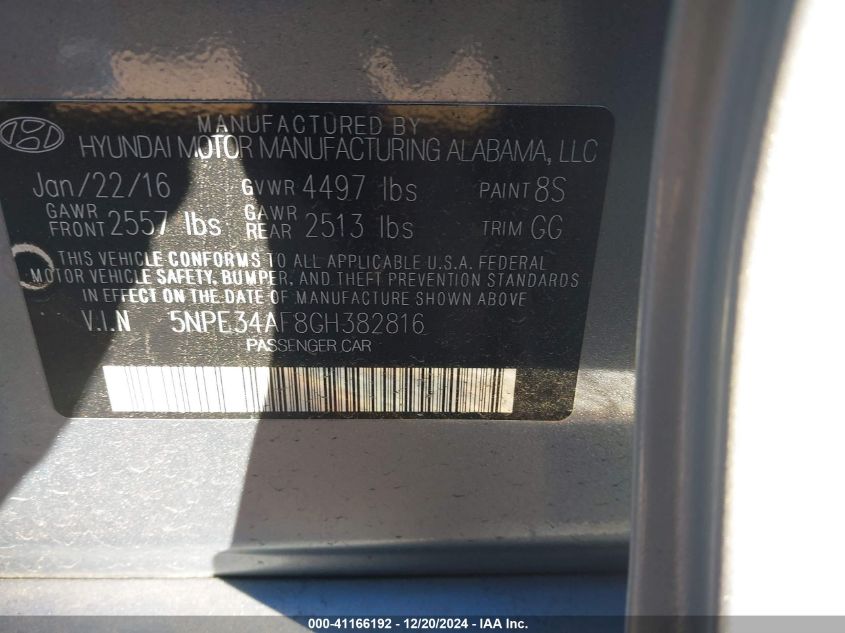 MANUFACTURED BY
HYUNDAI MOTOR MANUFACTURING ALABAMA, LLC
Jan/22/16 GVWR 4497 lbs PAINT 8S
GAWR FRONT 2557 lbs GAWR REAR 2513 lbs TRIM GG
THIS VEHICLE CONFORMS TO ALL APPLICABLE U.S.A. FEDERAL
MOTOR VEHICLE SAFETY, BUMPER, AND THEFT PREVENTION STANDARDS
IN EFFECT ON THE DATE OF MANUFACTURE SHOWN ABOVE
V.I.N 5NPE34AF8GH382816
PASSENGER CAR
000-41166192 - 12/20/2024 - IAA Inc.